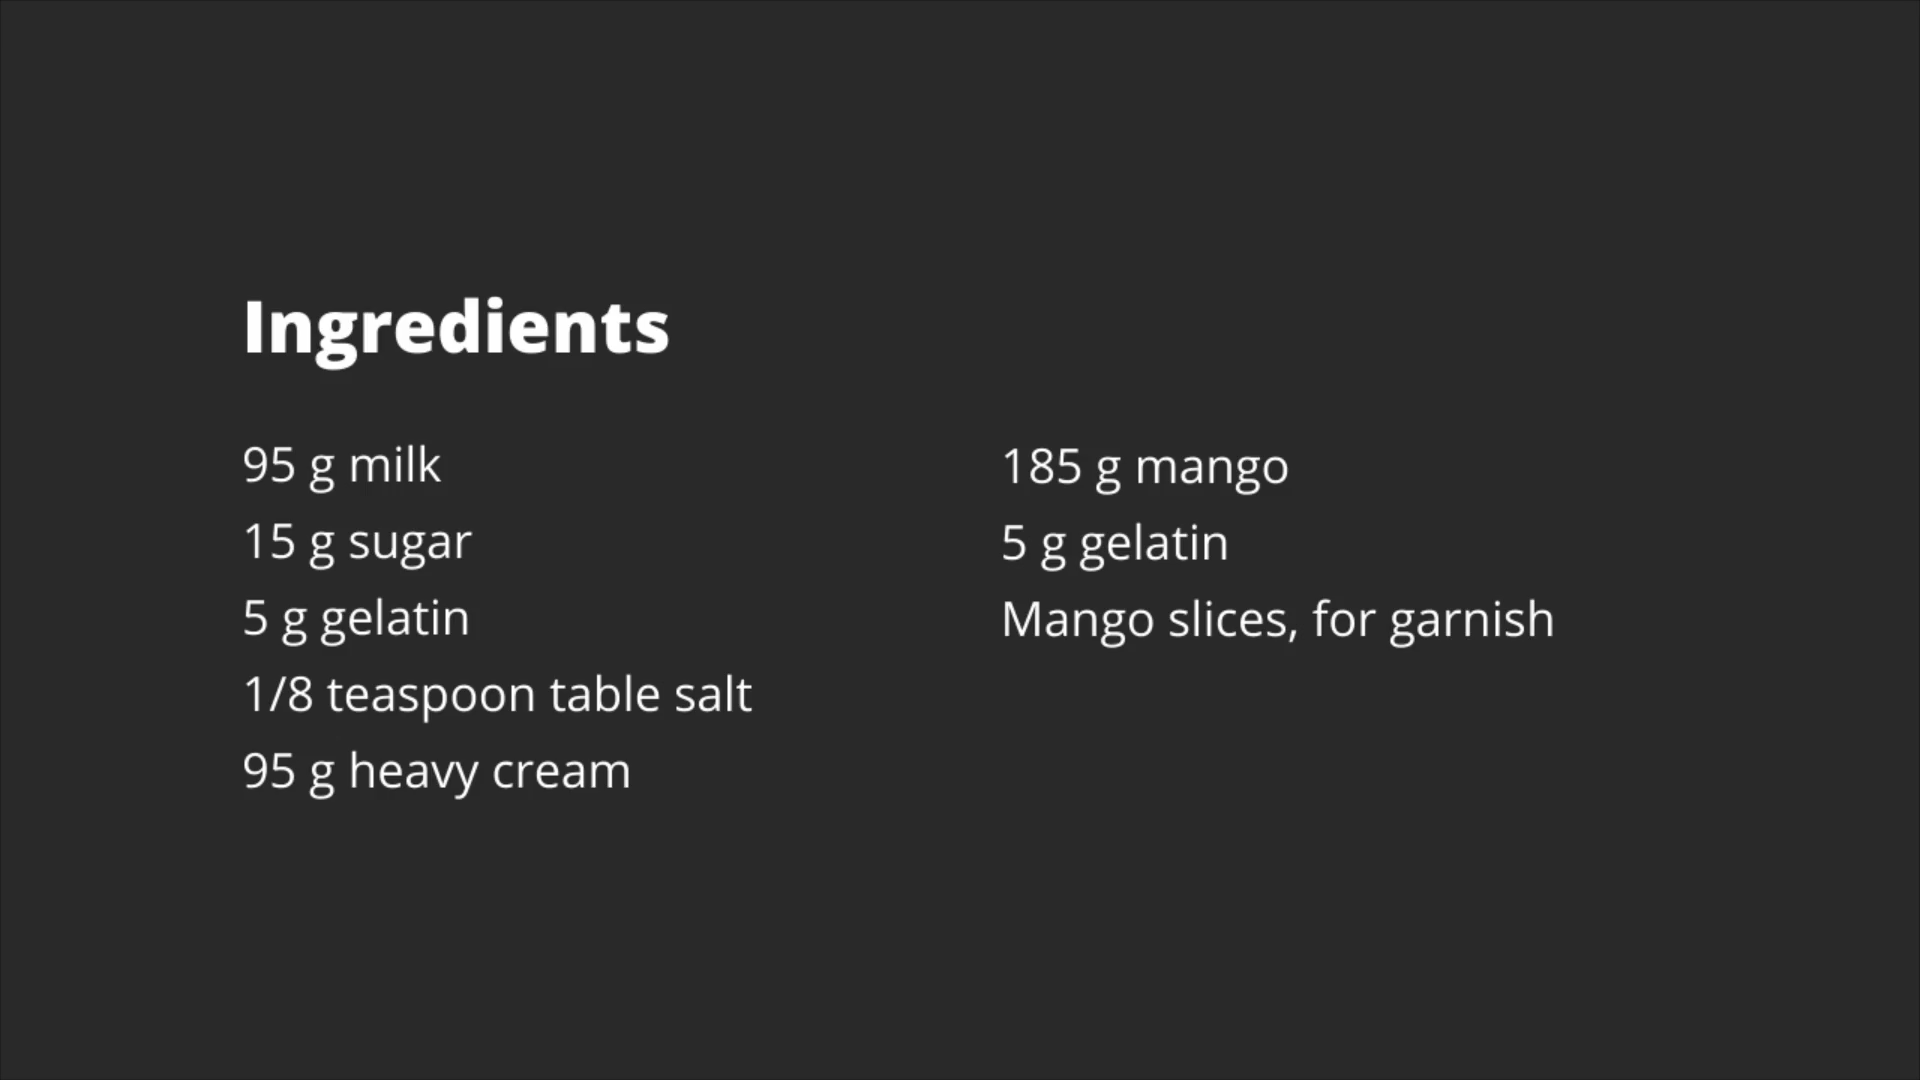 Ingredients
95 g milk
15 g sugar
5 g gelatin
1/8 teaspoon table salt
95 g heavy cream
185 g mango
5 g gelatin
Mango slices, for garnish